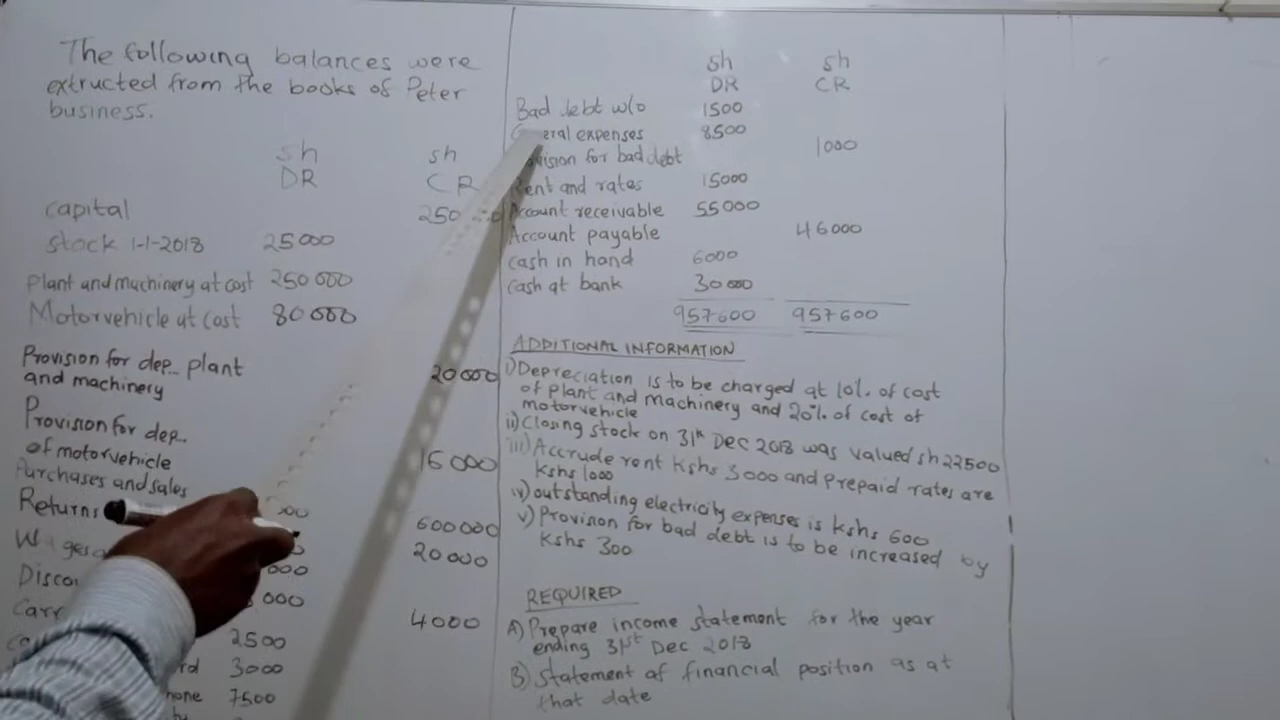 The following balances were
extructed from the books of Peter
business.
sh sh
DR CR
capital 250
stock 1-1-2018 25000
Plant and machinery at cost 250000
Motorvehicle at cost 80000
Provision for dep.. plant
and machinery 20000
Provision for dep..
of motorvehicle 16000
Purchases and sales 600000
Returns 20000
Disco 4000
Carr 2500
3000
7500
sh sh
DR CR
Bad debt w/o 1500
expenses 8500
for bad debt 1000
Rent and rates 15000
Account receivable 55000
Account payable 46000
cash in hand 6000
cash at bank 30000
957600 957600
ADDITIONAL INFORMATION
i) Depreciation is to be charged at 10% of cost
of plant and machinery and 20% of cost of
motorvehicle
ii) Closing stock on 31st Dec 2018 was valued sh 22500
iii) Accrude rent Kshs 3000 and prepaid rates are
Kshs 1000
iv) outstanding electricity expenses is kshs 600
v) Provison for bad debt is to be increased by
Kshs 300
REQUIRED
A) Prepare income statement for the year
ending 31st Dec 2018
B) Statement of financial position as at
that date